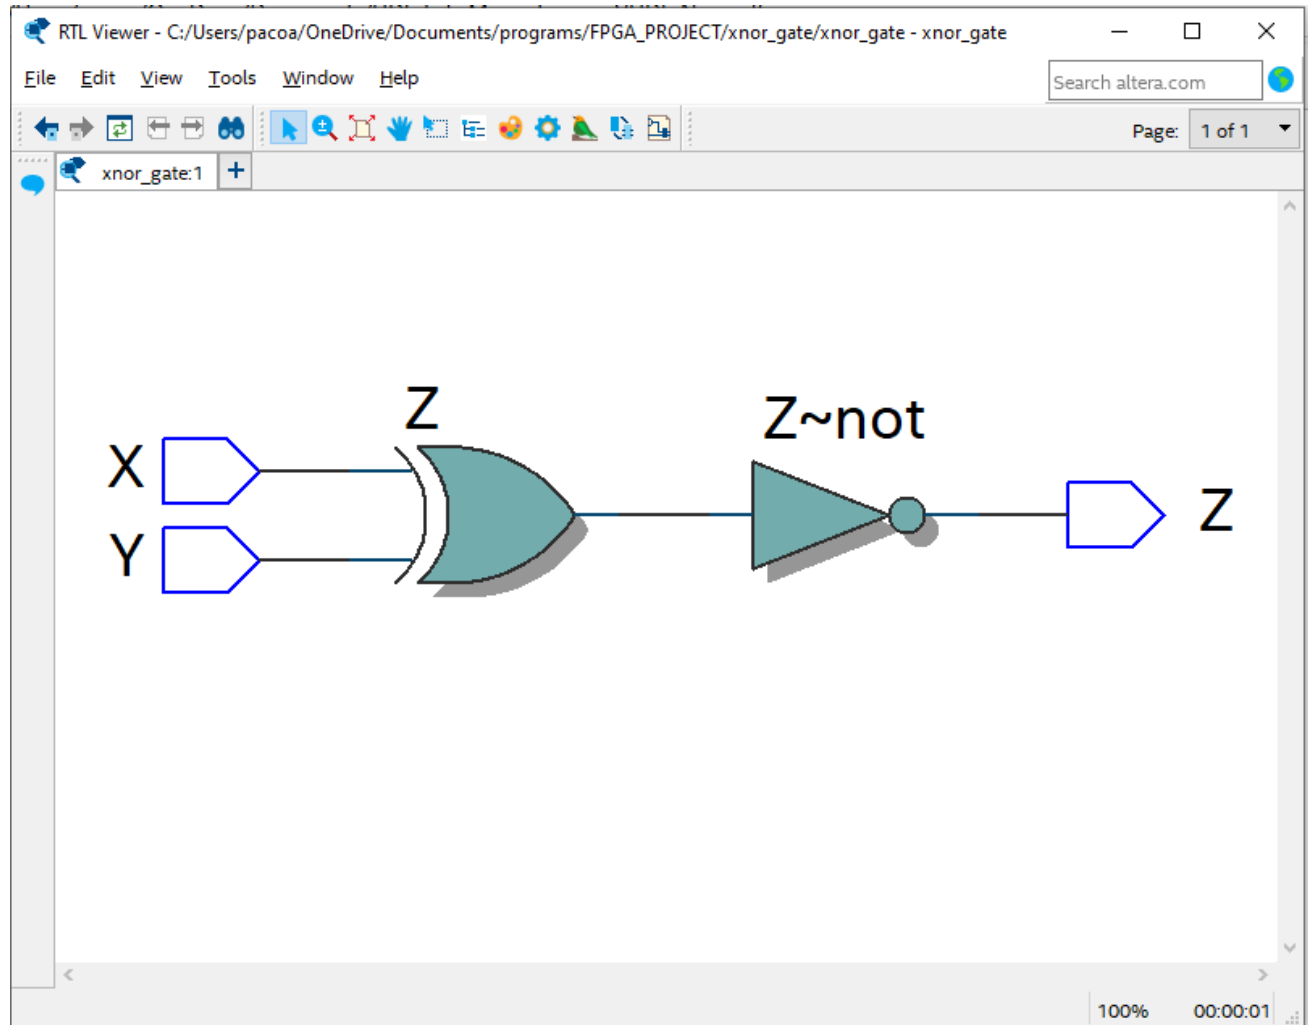 RTL Viewer - C:/Users/pacoa/OneDrive/Documents/programs/FPGA_PROJECT/xnor_gate/xnor_gate - xnor_gate
File Edit View Tools Window Help
Search altera.com
Page: 1 of 1
xnor_gate:1
Z
Z~not
X
Y
Z
100% 00:00:01